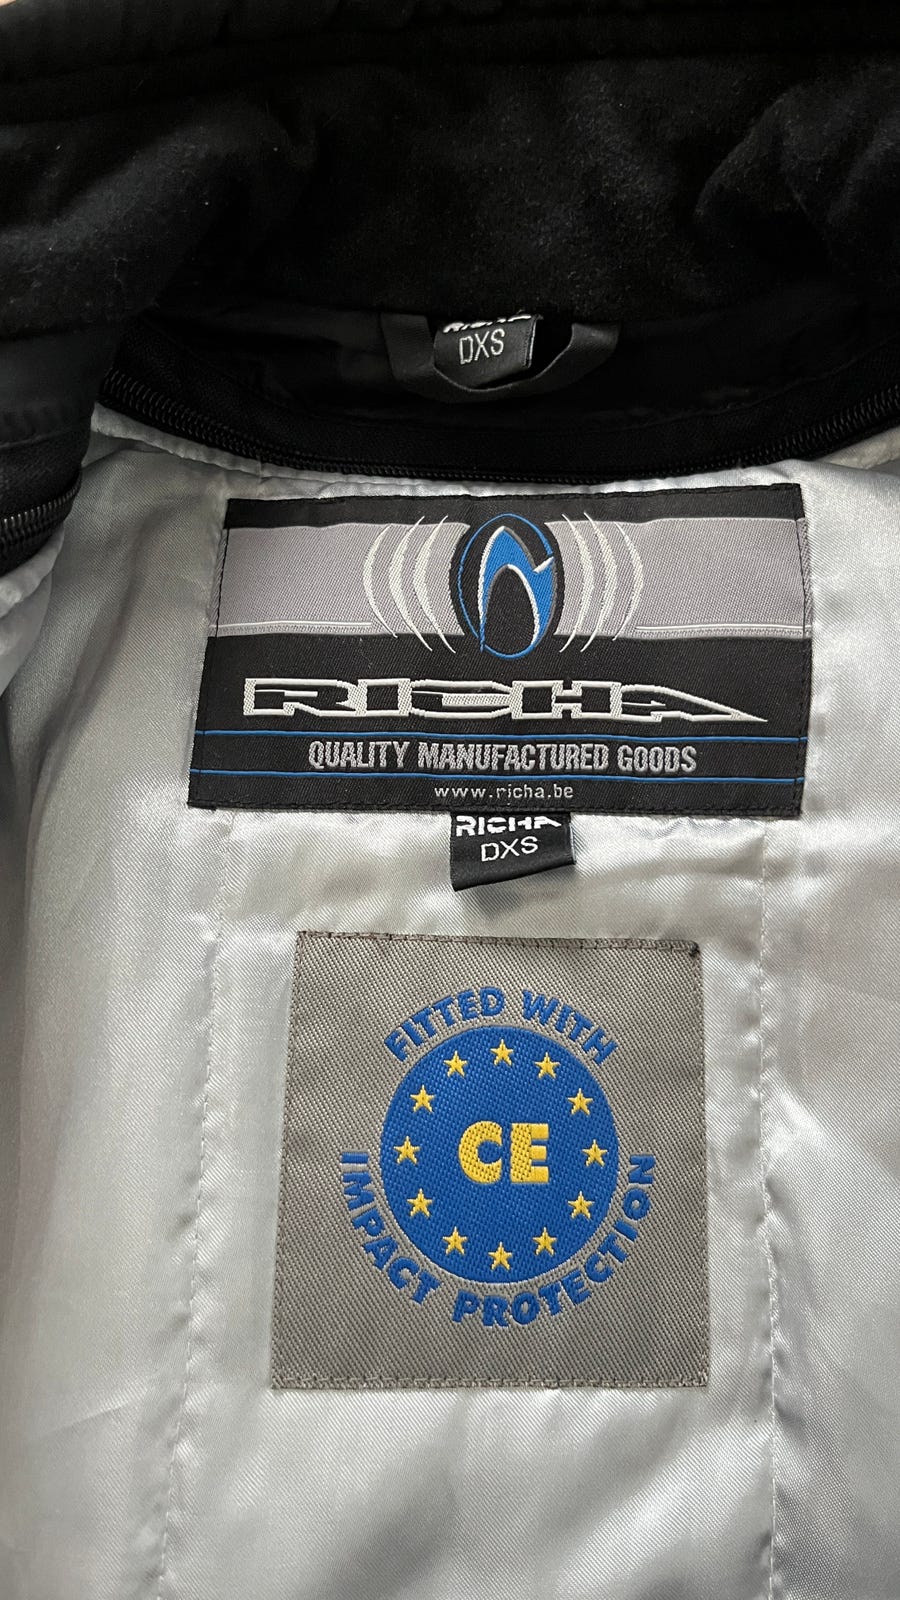 RICHA
DXS
RICHA
QUALITY MANUFACTURED GOODS
www.richa.be
RICHA
DXS
FITTED WITH
CE
IMPACT PROTECTION